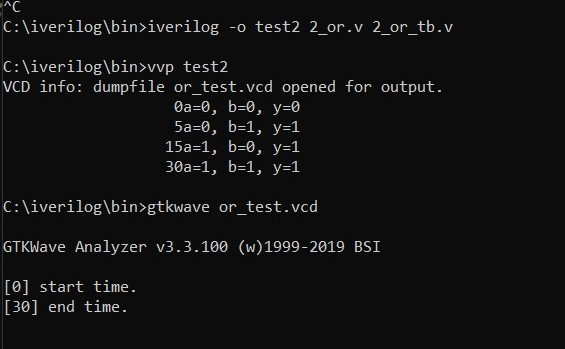 ^C
C:\iverilog\bin>iverilog -o test2 2_or.v 2_or_tb.v
C:\iverilog\bin>vvp test2
VCD info: dumpfile or_test.vcd opened for output.
0a=0, b=0, y=0
5a=0, b=1, y=1
15a=1, b=0, y=1
30a=1, b=1, y=1
C:\iverilog\bin>gtkwave or_test.vcd
GTKWave Analyzer v3.3.100 (w)1999-2019 BSI
[0] start time.
[30] end time.